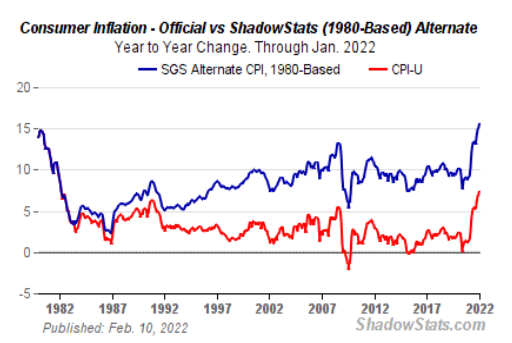 Consumer Inflation - Official vs ShadowStats (1980-Based) Alternate
Year to Year Change. Through Jan. 2022
SGS Alternate CPI, 1980-Based CPI-U
20
15
10
5
0
-5
1982 1987 1992 1997 2002 2007 2012 2017 2022
Published: Feb. 10, 2022 ShadowStats.com